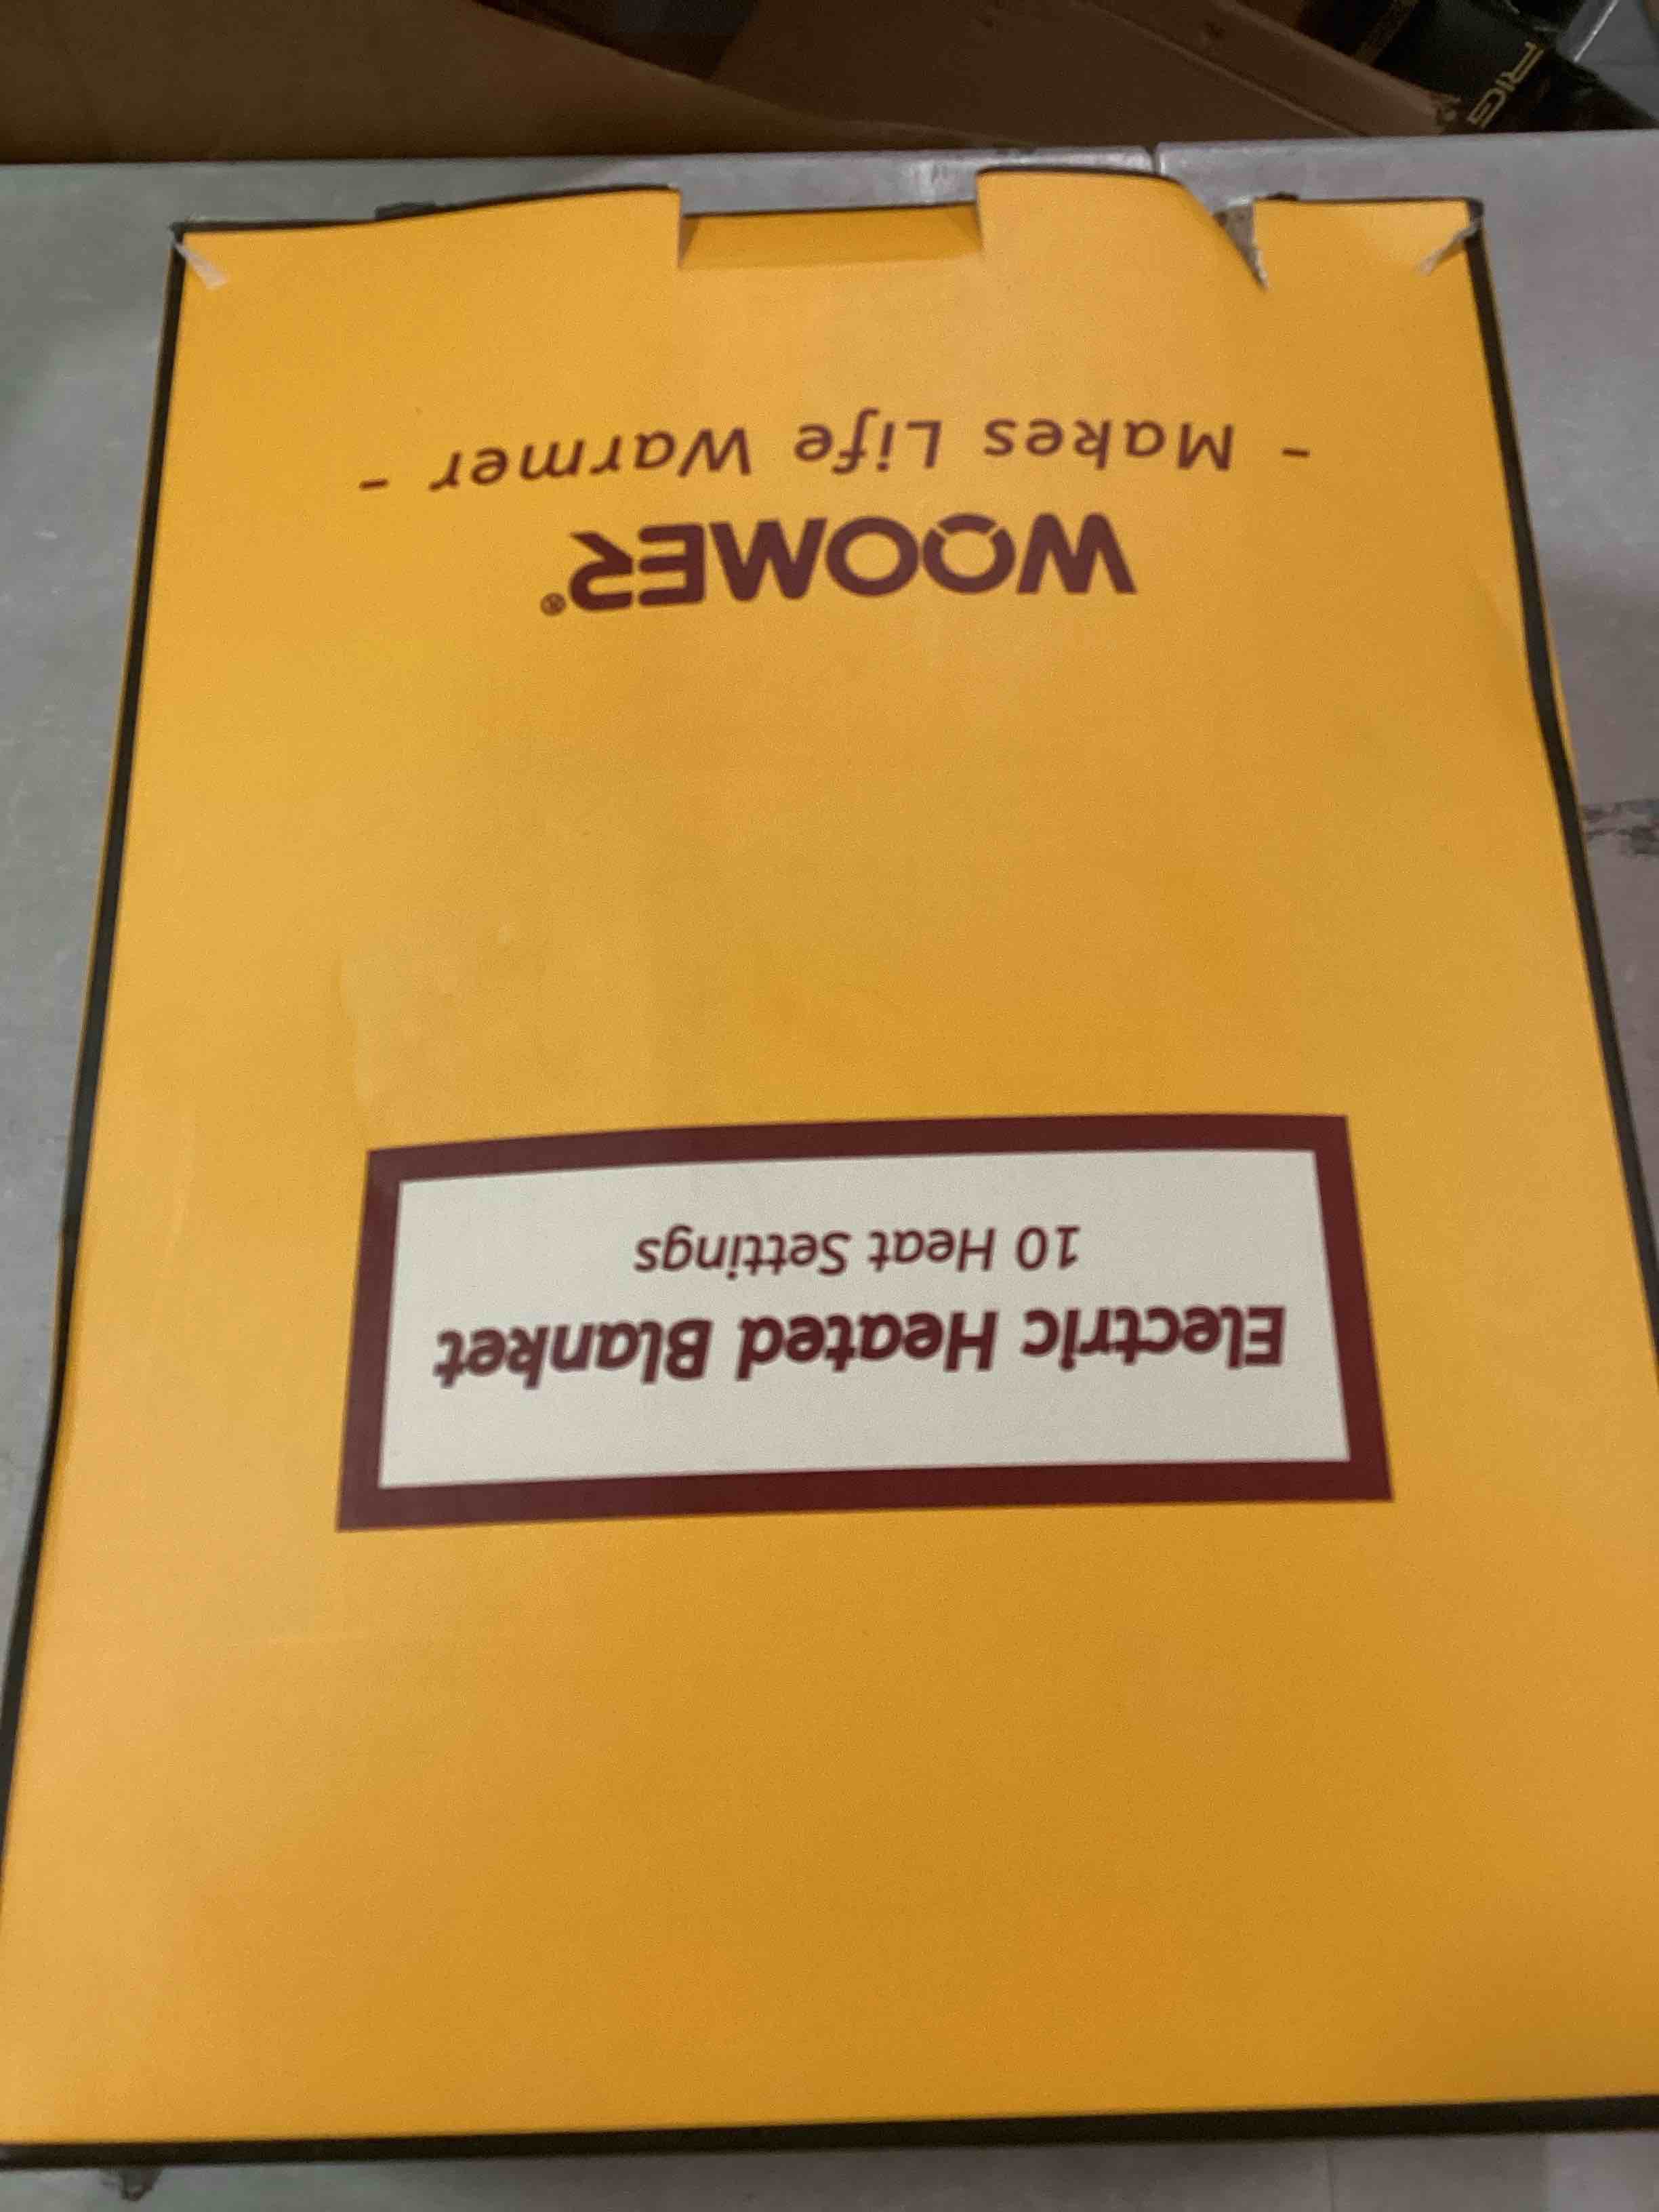 Electric Heated Blanket
10 Heat Settings
WOOMER®
- Makes Life Warmer -